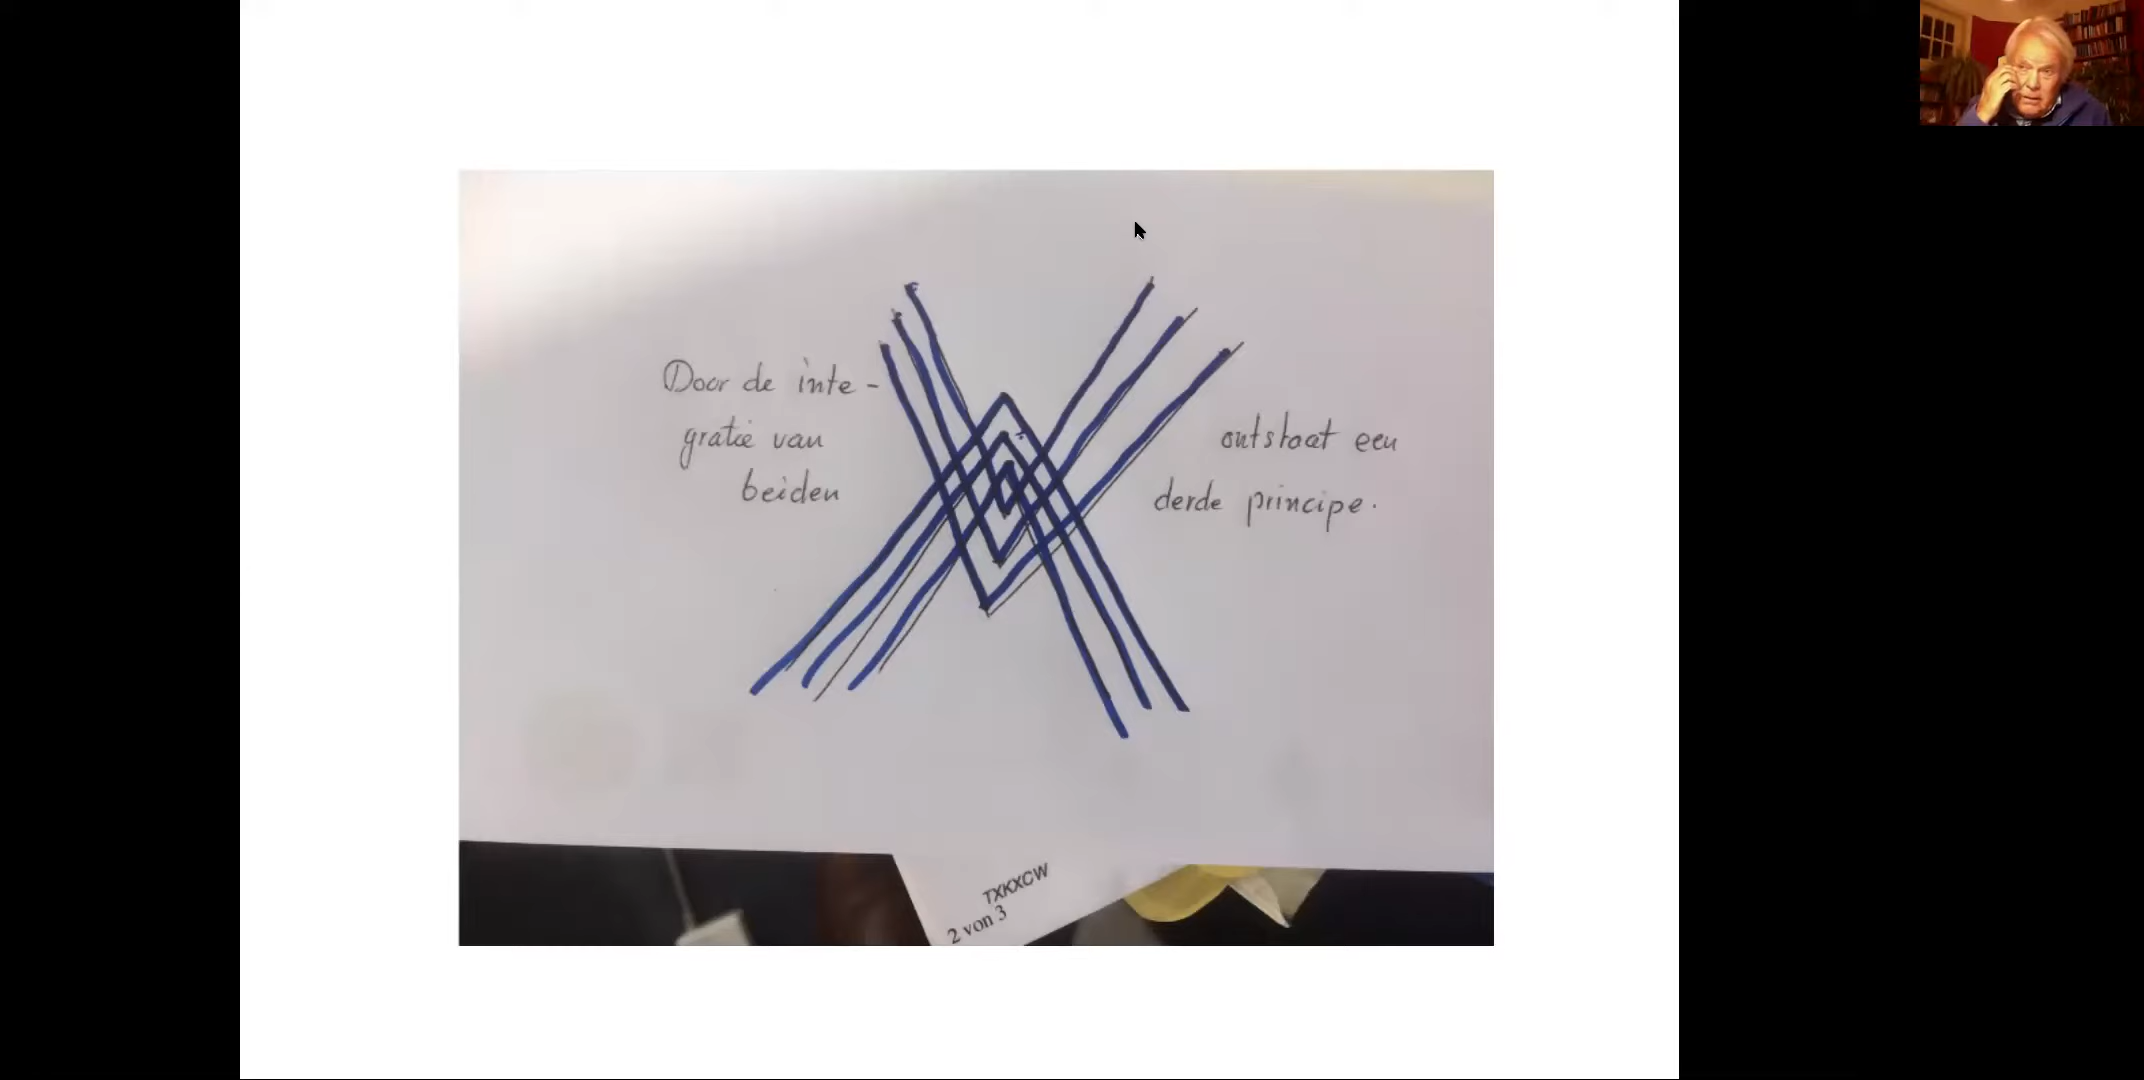 Door de inte-
gratie van
beiden
ontstaat een
derde principe.
TXKXCW
2 von 3